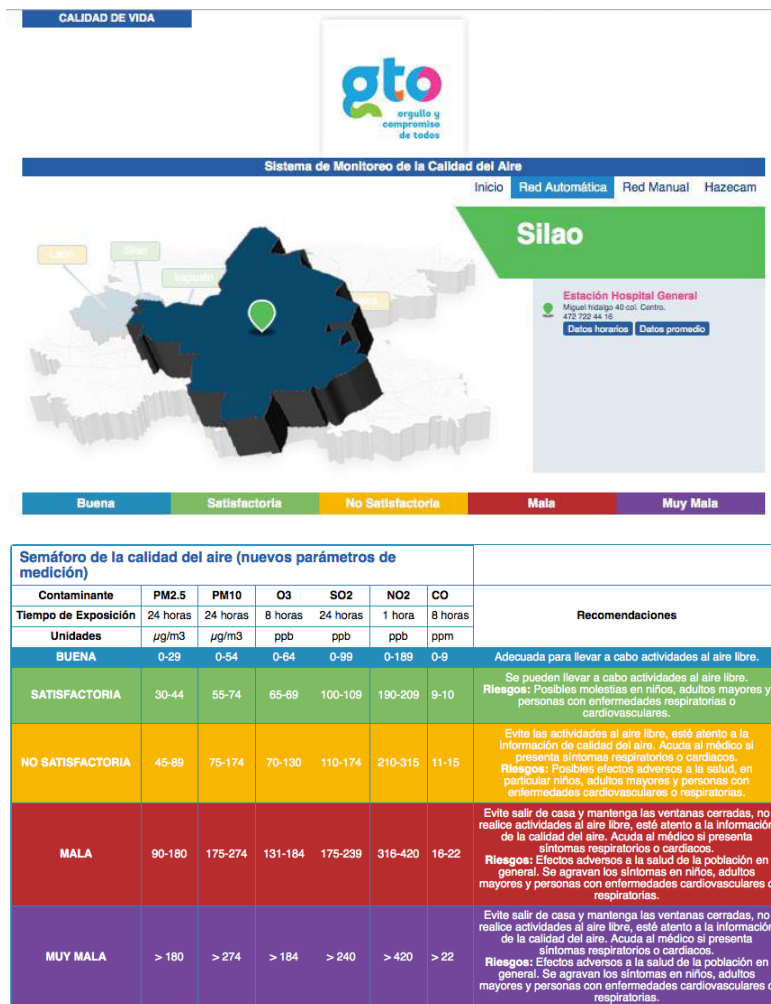 CALIDAD DE VIDA
gto
orgullo y
compromiso
de todos
Sistema de Monitoreo de la Calidad del Aire
Inicio Red Automática Red Manual Hazecam
Silao
León
Silao
Irapuato
Estación Hospital General
Miguel hidalgo 40 col. Centro.
472 722 44 16
Datos horarios Datos promedio
Buena Satisfactoria No Satisfactoria Mala Muy Mala
Semáforo de la calidad del aire (nuevos parámetros de
medición)
Contaminante PM2.5 PM10 O3 SO2 NO2 CO
Tiempo de Exposición 24 horas 24 horas 8 horas 24 horas 1 hora 8 horas Recomendaciones
Unidades µg/m3 µg/m3 ppb ppb ppb ppm
BUENA 0-29 0-54 0-64 0-99 0-189 0-9 Adecuada para llevar a cabo actividades al aire libre.
SATISFACTORIA 30-44 55-74 65-69 100-109 190-209 9-10
Se pueden llevar a cabo actividades al aire libre.
Riesgos: Posibles molestias en niños, adultos mayores y
personas con enfermedades respiratorias o
cardiovasculares.
NO SATISFACTORIA 45-89 75-174 70-130 110-174 210-315 11-15
Evite las actividades al aire libre, esté atento a la
información de calidad del aire. Acuda al médico si
presenta síntomas respiratorios o cardiacos.
Riesgos: Posibles efectos adversos a la salud, en
particular niños, adultos mayores y personas con
enfermedades cardiovasculares o respiratorias.
MALA 90-180 175-274 131-184 175-239 316-420 16-22
Evite salir de casa y mantenga las ventanas cerradas, no
realice actividades al aire libre, esté atento a la información
de la calidad del aire. Acuda al médico si presenta
síntomas respiratorios o cardiacos.
Riesgos: Efectos adversos a la salud de la población en
general. Se agravan los síntomas en niños, adultos
mayores y personas con enfermedades cardiovasculares o
respiratorias.
MUY MALA > 180 > 274 > 184 > 240 > 420 > 22
Evite salir de casa y mantenga las ventanas cerradas, no
realice actividades al aire libre, esté atento a la información
de la calidad del aire. Acuda al médico si presenta
síntomas respiratorios o cardiacos.
Riesgos: Efectos adversos a la salud de la población en
general. Se agravan los síntomas en niños, adultos
mayores y personas con enfermedades cardiovasculares o
respiratorias.